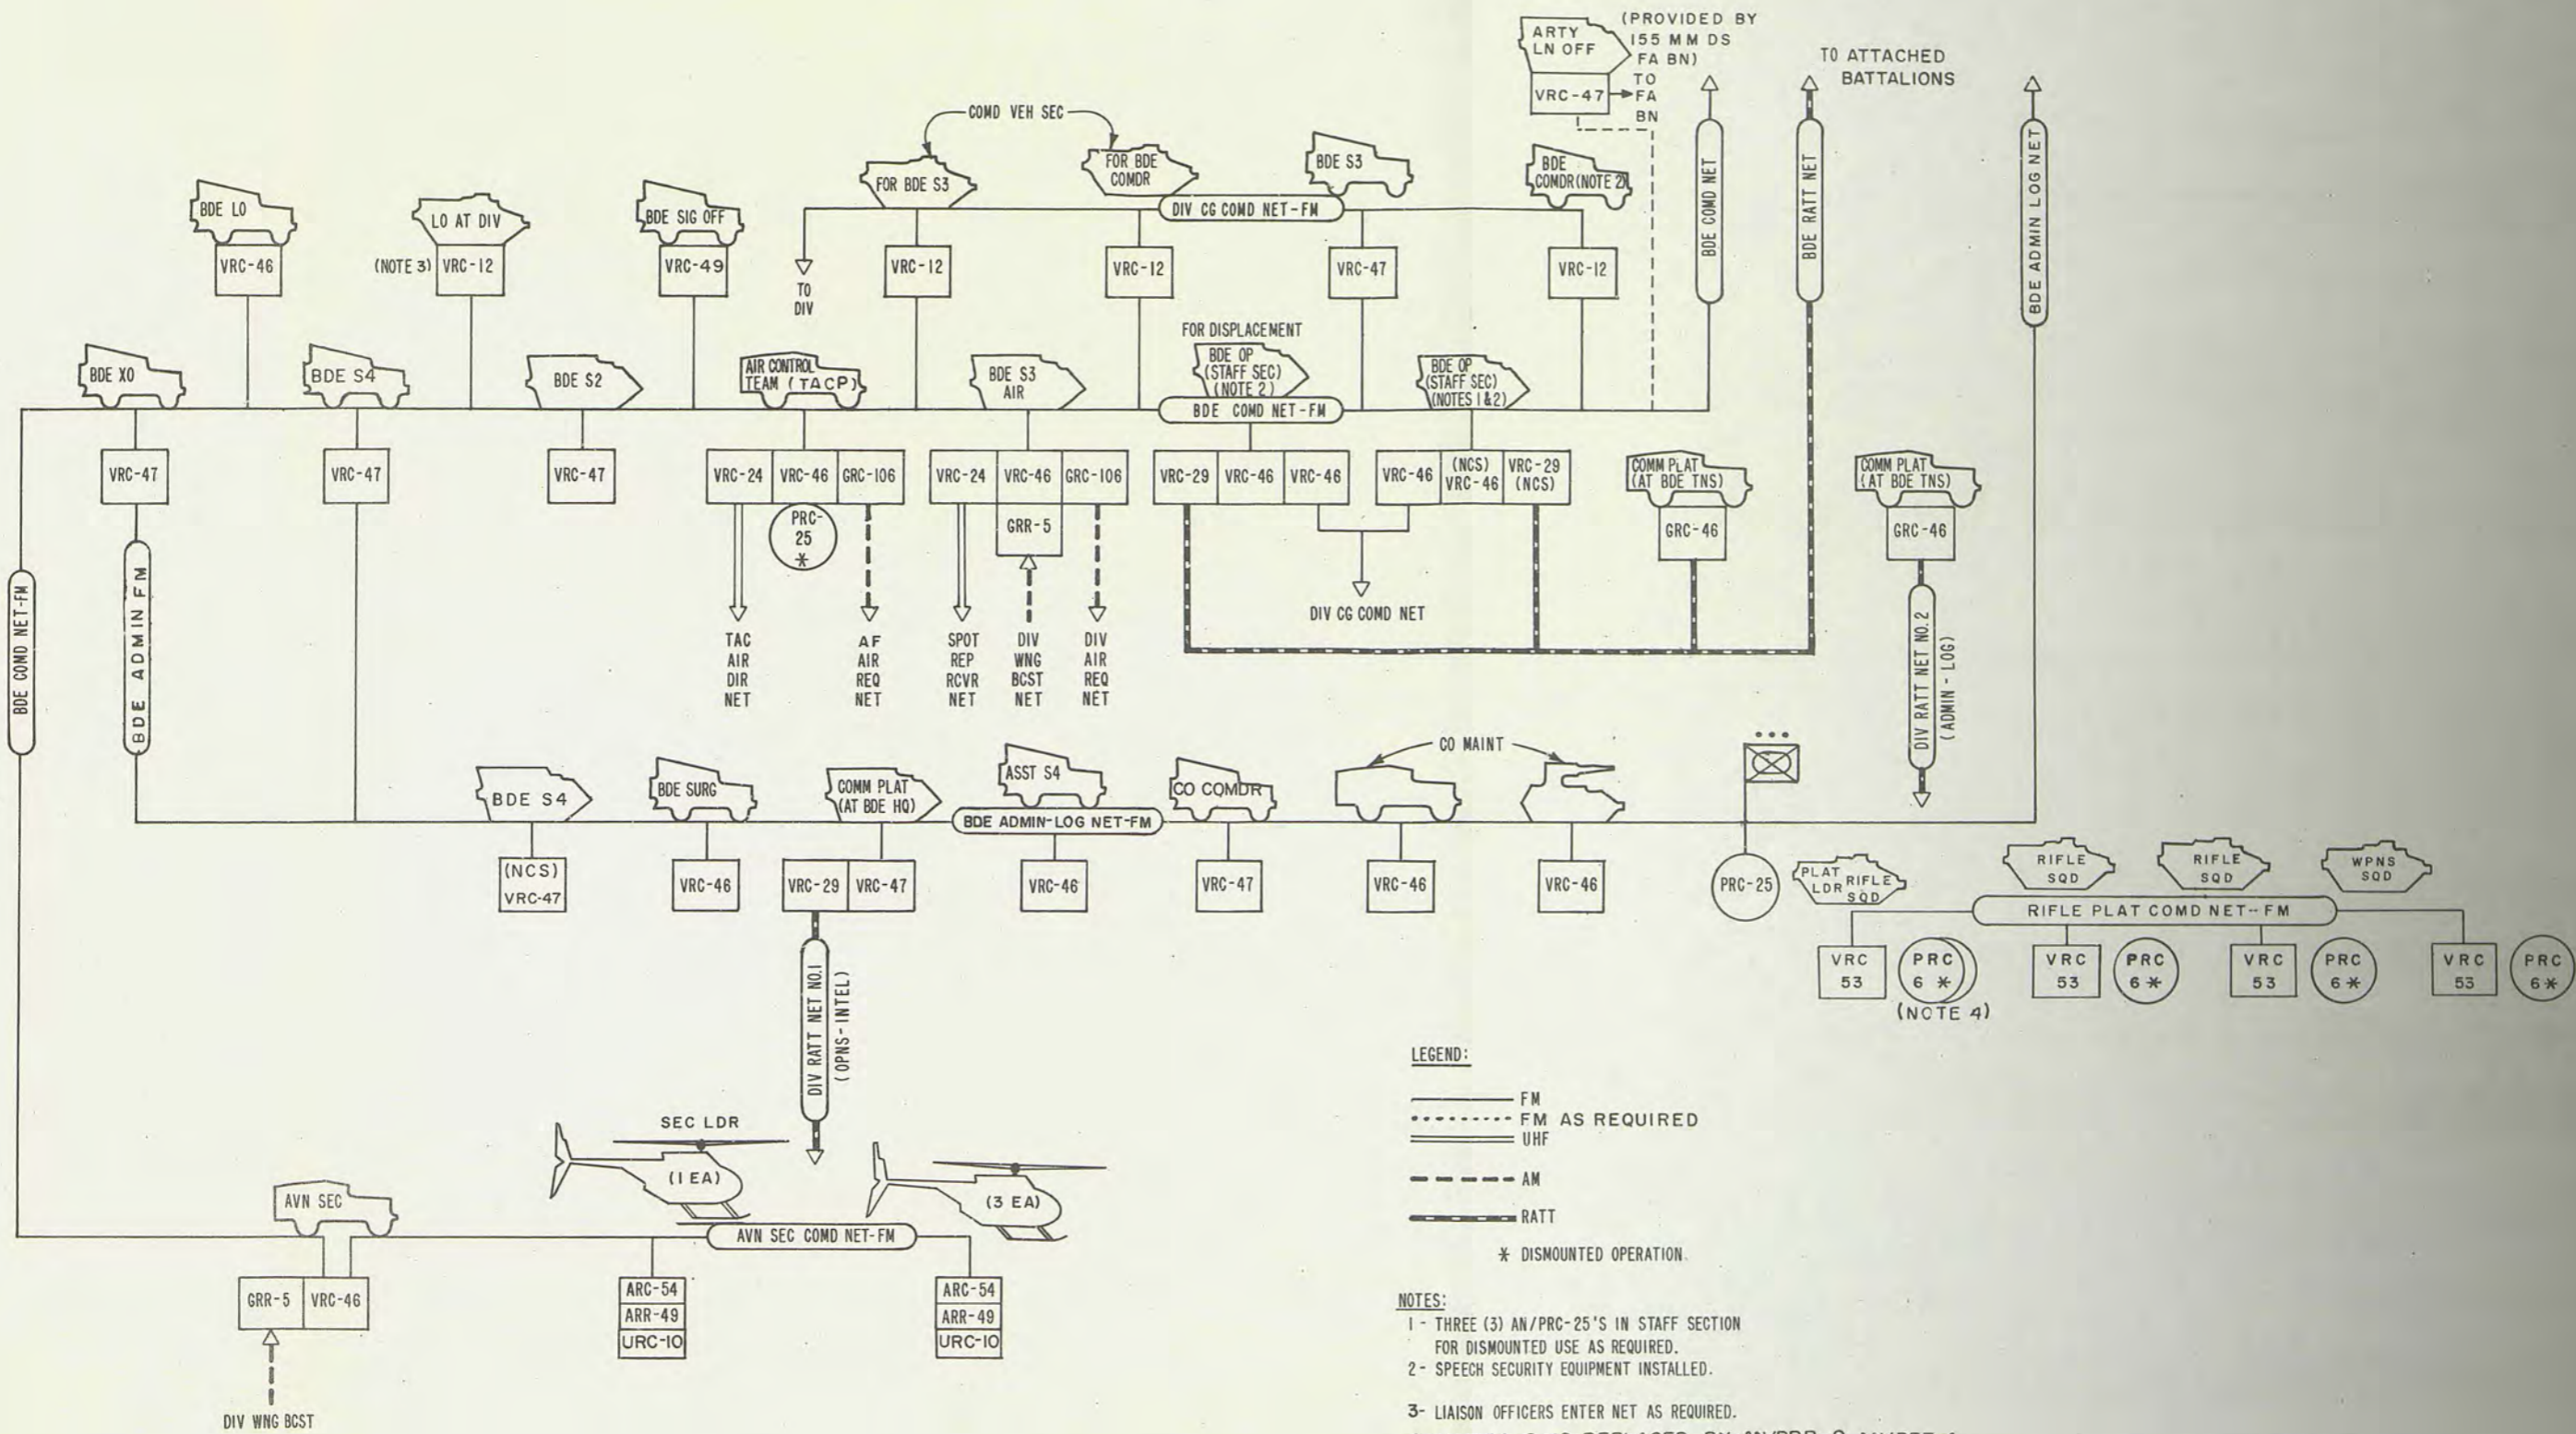 ARTY
LN OFF
(PROVIDED BY
155 MM DS
FA BN)
VRC-47
TO
FA
BN
TO ATTACHED
BATTALIONS
COMD VEH SEC
FOR BDE S3
FOR BDE
COMDR
BDE S3
BDE
COMDR (NOTE 2)
DIV CG COMD NET-FM
BDE COMD NET
BDE RATT NET
BDE ADMIN LOG NET
BDE LO
LO AT DIV
BDE SIG OFF
VRC-46
(NOTE 3)
VRC-12
VRC-49
TO
DIV
VRC-12
VRC-12
VRC-47
VRC-12
BDE XO
BDE S4
BDE S2
AIR CONTROL
TEAM (TACP)
BDE S3
AIR
FOR DISPLACEMENT
BDE OP
(STAFF SEC)
(NOTE 2)
BDE OP
(STAFF SEC)
(NOTES 1 & 2)
BDE COMD NET-FM
VRC-47
VRC-47
VRC-47
VRC-24
VRC-46
GRC-106
PRC-
25
*
VRC-24
VRC-46
GRC-106
GRR-5
VRC-29
VRC-46
VRC-46
VRC-46
(NCS)
VRC-46
VRC-29
(NCS)
COMM PLAT
(AT BDE TNS)
GRC-46
COMM PLAT
(AT BDE TNS)
GRC-46
BDE COMD NET-FM
BDE ADMIN FM
TAC
AIR
DIR
NET
AF
AIR
REQ
NET
SPOT
REP
RCVR
NET
DIV
WNG
BCST
NET
DIV
AIR
REQ
NET
DIV CG COMD NET
DIV RATT NET NO. 2
(ADMIN-LOG)
BDE S4
BDE SURG
COMM PLAT
(AT BDE HQ)
ASST S4
CO COMDR
CO MAINT
BDE ADMIN-LOG NET-FM
(NCS)
VRC-47
VRC-46
VRC-29
VRC-47
VRC-46
VRC-47
VRC-46
VRC-46
PRC-25
PLAT
LDR RIFLE
SQD
RIFLE
SQD
RIFLE
SQD
WPNS
SQD
RIFLE PLAT COMD NET-FM
VRC
53
PRC
6 *
(NOTE 4)
VRC
53
PRC
6 *
VRC
53
PRC
6 *
VRC
53
PRC
6 *
DIV RATT NET NO.1
(OPNS-INTEL)
SEC LDR
(1 EA)
(3 EA)
AVN SEC
AVN SEC COMD NET-FM
GRR-5
VRC-46
ARC-54
ARR-49
URC-10
ARC-54
ARR-49
URC-10
DIV WNG BCST
LEGEND:
FM
FM AS REQUIRED
UHF
AM
RATT
* DISMOUNTED OPERATION.
NOTES:
1 - THREE (3) AN/PRC-25'S IN STAFF SECTION
FOR DISMOUNTED USE AS REQUIRED.
2 - SPEECH SECURITY EQUIPMENT INSTALLED.
3- LIAISON OFFICERS ENTER NET AS REQUIRED.